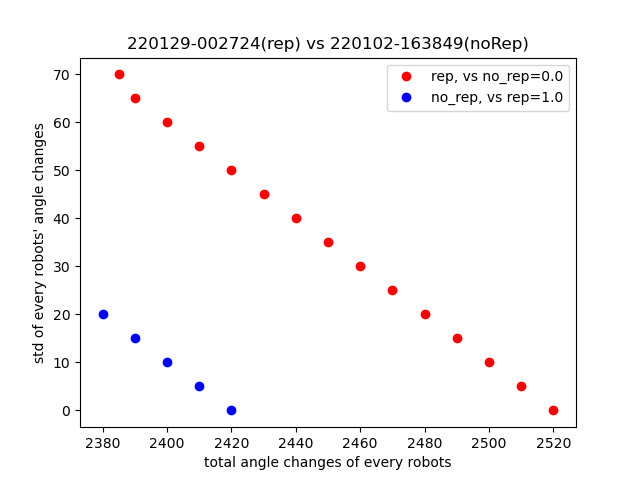 220129-002724(rep) vs 220102-163849(noRep)
rep, vs no_rep=0.0
no_rep, vs rep=1.0
std of every robots' angle changes
70
60
50
40
30
20
10
0
2380 2400 2420 2440 2460 2480 2500 2520
total angle changes of every robots